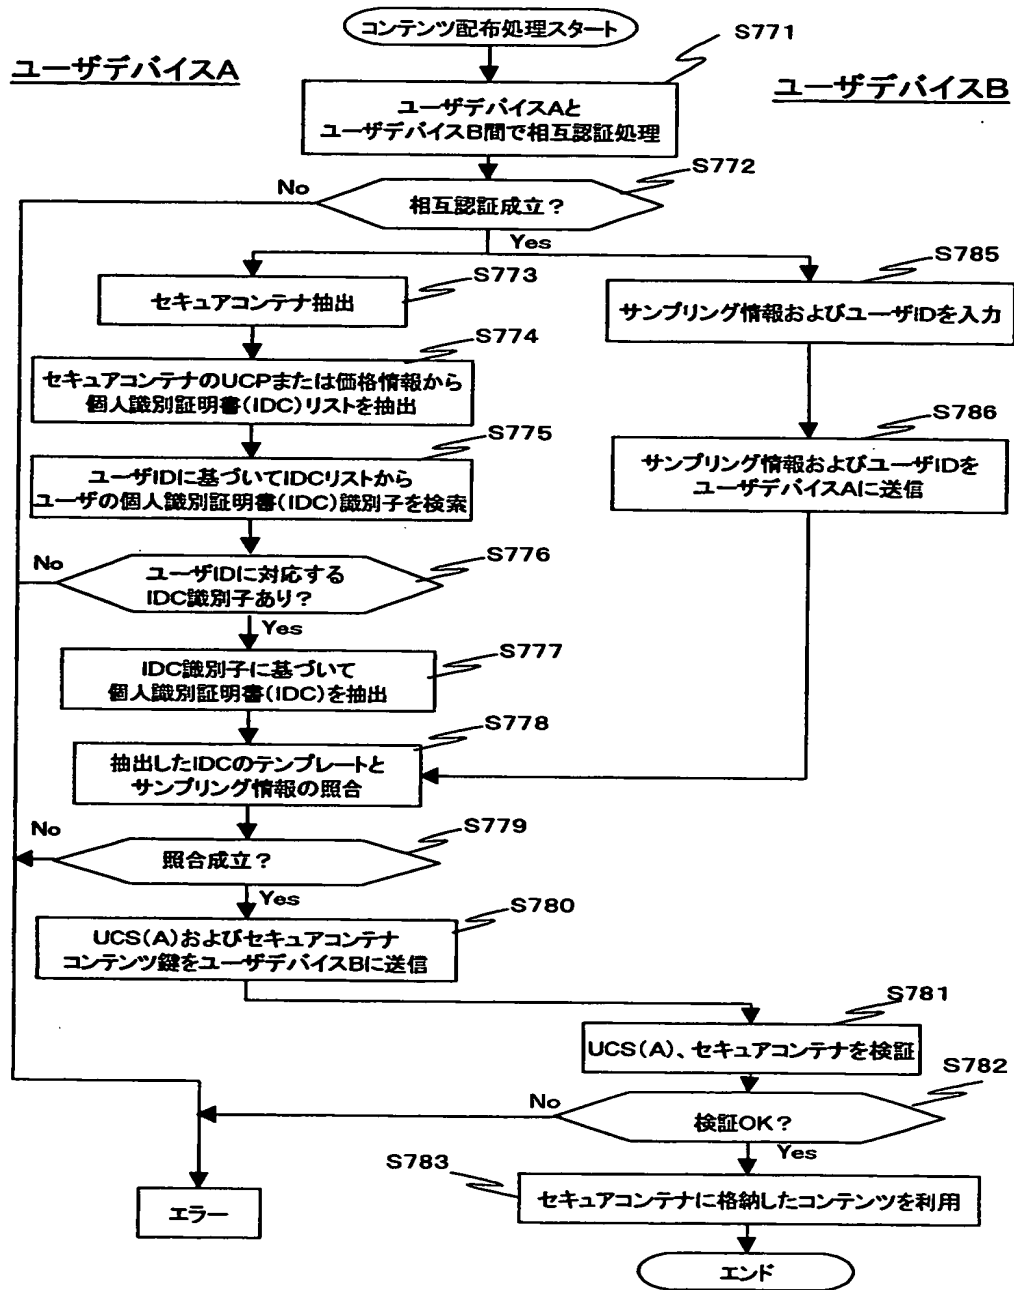 コンテンツ配布処理スタート
S771
ユーザデバイスA
ユーザデバイスB
ユーザデバイスAと
ユーザデバイスB間で相互認証処理
S772
No
相互認証成立？
Yes
S773
セキュアコンテナ抽出
S785
サンプリング情報およびユーザIDを入力
S774
セキュアコンテナのUCPまたは価格情報から
個人識別証明書(IDC)リストを抽出
S786
サンプリング情報およびユーザIDを
ユーザデバイスAに送信
S775
ユーザIDに基づいてIDCリストから
ユーザの個人識別証明書(IDC)識別子を検索
S776
No
ユーザIDに対応する
IDC識別子あり？
Yes
S777
IDC識別子に基づいて
個人識別証明書(IDC)を抽出
S778
抽出したIDCのテンプレートと
サンプリング情報の照合
S779
No
照合成立？
Yes
S780
UCS(A)およびセキュアコンテナ
コンテンツ鍵をユーザデバイスBに送信
S781
UCS(A)、セキュアコンテナを検証
S782
No
検証OK？
Yes
S783
セキュアコンテナに格納したコンテンツを利用
エラー
エンド